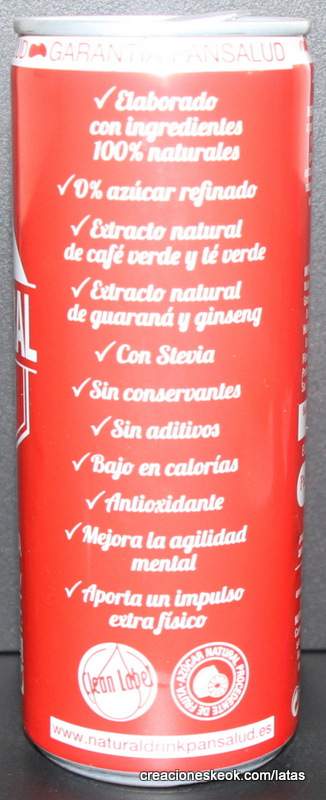 GARANTÍA PANSALUD
✓Elaborado
con ingredientes
100% naturales
✓0% azúcar refinado
✓Extracto natural
de café verde y té verde
✓Extracto natural
de guaraná y ginseng
✓Con Stevia
✓Sin conservantes
✓Sin aditivos
✓Bajo en calorías
✓Antioxidante
✓Mejora la agilidad
mental
✓Aporta un impulso
extra físico
Clean Label
AZÚCAR NATURAL PROCEDENTE DE FRUTA
www.naturaldrinkpansalud.es
creacioneskeok.com/latas